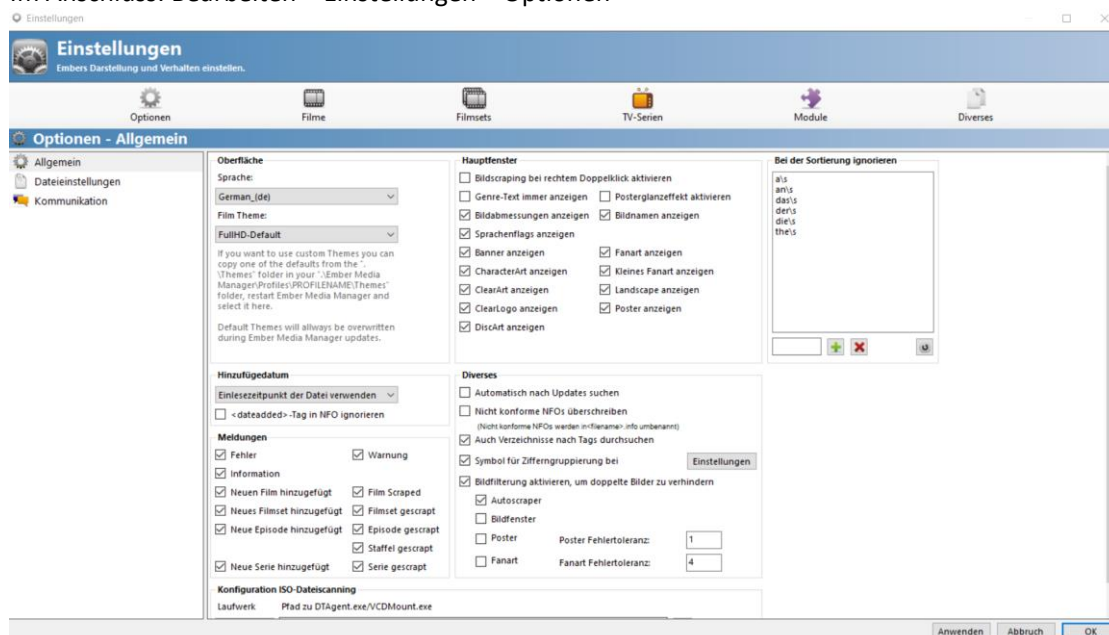 Im Anschluss: Bearbeiten – Einstellungen – Optionen
Einstellungen
Einstellungen
Embers Darstellung und Verhalten einstellen.
Optionen
Filme
Filmsets
TV-Serien
Module
Diverses
Optionen - Allgemein
Allgemein
Dateieinstellungen
Kommunikation
Oberfläche
Sprache:
German_(de)
Film Theme:
FullHD-Default
If you want to use custom Themes you can
copy one of the defaults from the ".
\Themes" folder in your ".\Ember Media
Manager\Profiles\PROFILENAME\Themes"
folder, restart Ember Media Manager and
select it here.
Default Themes will allways be overwritten
during Ember Media Manager updates.
Hauptfenster
Bildscraping bei rechtem Doppelklick aktivieren
Genre-Text immer anzeigen Posterglanzeffekt aktivieren
Bildabmessungen anzeigen Bildnamen anzeigen
Sprachenflags anzeigen
Banner anzeigen Fanart anzeigen
CharacterArt anzeigen Kleines Fanart anzeigen
ClearArt anzeigen Landscape anzeigen
ClearLogo anzeigen Poster anzeigen
DiscArt anzeigen
Bei der Sortierung ignorieren
a\s
an\s
das\s
der\s
die\s
the\s
Hinzufügedatum
Einlesezeitpunkt der Datei verwenden
<dateadded> -Tag in NFO ignorieren
Meldungen
Fehler Warnung
Information
Neuen Film hinzugefügt Film Scraped
Neues Filmset hinzugefügt Filmset gescrapt
Neue Episode hinzugefügt Episode gescrapt
Staffel gescrapt
Neue Serie hinzugefügt Serie gescrapt
Diverses
Automatisch nach Updates suchen
Nicht konforme NFOs überschreiben
(Nicht konforme NFOs werden in<filename>.info umbenannt)
Auch Verzeichnisse nach Tags durchsuchen
Symbol für Zifferngruppierung bei Einstellungen
Bildfilterung aktivieren, um doppelte Bilder zu verhindern
Autoscraper
Bildfenster
Poster Poster Fehlertoleranz: 1
Fanart Fanart Fehlertoleranz: 4
Konfiguration ISO-Dateiscanning
Laufwerk Pfad zu DTAgent.exe/VCDMount.exe
Anwenden Abbruch OK